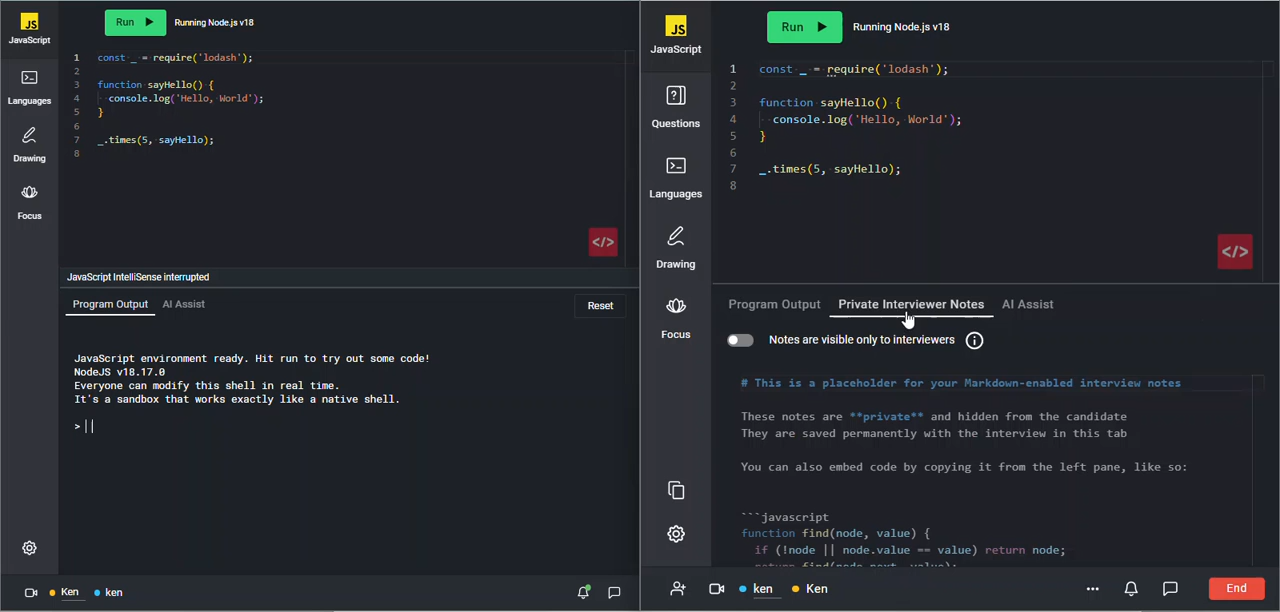 JS
JavaScript
Languages
Drawing
Focus
Run
Running Node.js v18
1 const _ = require('lodash');
2
3 function sayHello() {
4 console.log('Hello, World');
5 }
6
7 _.times(5, sayHello);
8
</>
JavaScript IntelliSense interrupted
Program Output AI Assist
Reset
JavaScript environment ready. Hit run to try out some code!
NodeJS v18.17.0
Everyone can modify this shell in real time.
It's a sandbox that works exactly like a native shell.
> ||
Ken ken
JS
JavaScript
Questions
Languages
Drawing
Focus
Run
Running Node.js v18
1 const _ = require('lodash');
2
3 function sayHello() {
4 console.log('Hello, World');
5 }
6
7 _.times(5, sayHello);
8
</>
Program Output Private Interviewer Notes AI Assist
Notes are visible only to interviewers
# This is a placeholder for your Markdown-enabled interview notes
These notes are **private** and hidden from the candidate
They are saved permanently with the interview in this tab
You can also embed code by copying it from the left pane, like so:
```javascript
function find(node, value) {
if (!node || node.value == value) return node;
ken Ken
End